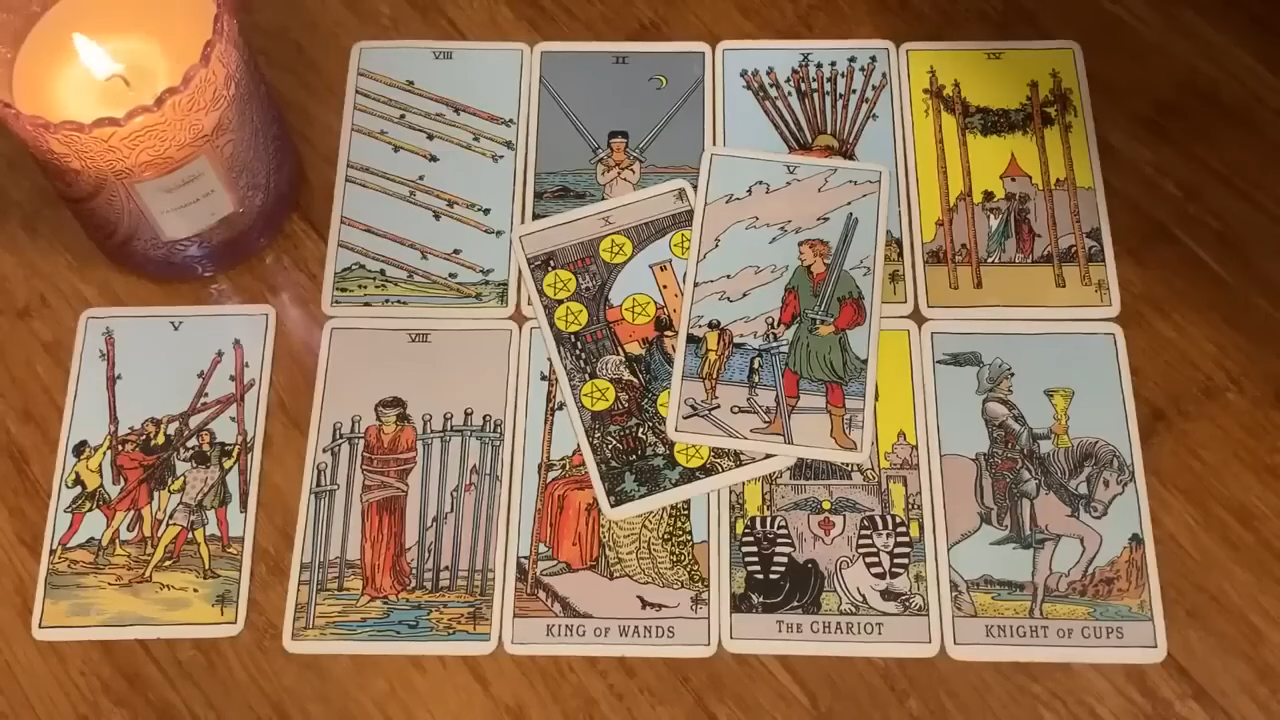 VIII
II
X
IV
X
V
V
VIII
KING OF WANDS
THE CHARIOT
KNIGHT OF CUPS